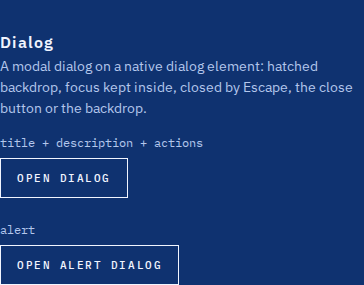 Dialog
A modal dialog on a native dialog element: hatched
backdrop, focus kept inside, closed by Escape, the close
button or the backdrop.
title + description + actions
OPEN DIALOG
alert
OPEN ALERT DIALOG